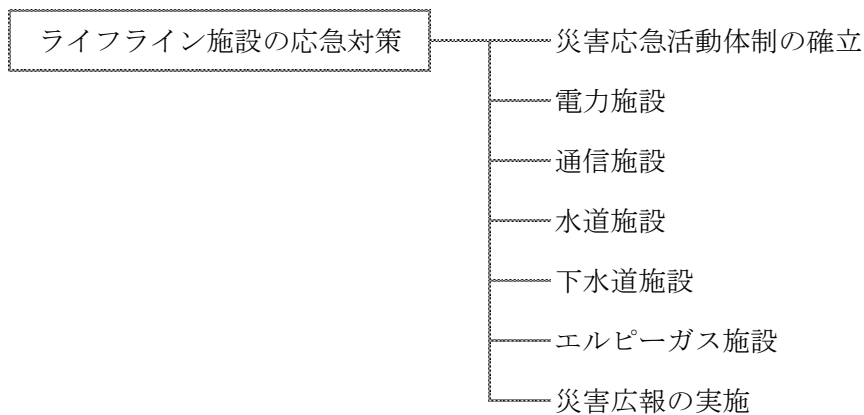 ライフライン施設の応急対策
災害応急活動体制の確立
電力施設
通信施設
水道施設
下水道施設
エルピーガス施設
災害広報の実施